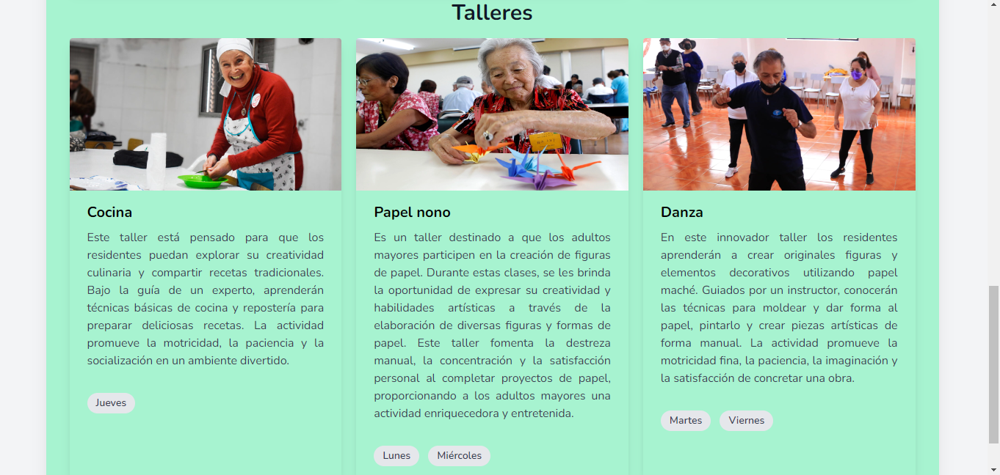 Talleres
Cocina
Este taller está pensado para que los
residentes puedan explorar su creatividad
culinaria y compartir recetas tradicionales.
Bajo la guía de un experto, aprenderán
técnicas básicas de cocina y repostería para
preparar deliciosas recetas. La actividad
promueve la motricidad, la paciencia y la
socialización en un ambiente divertido.
Jueves
Papel nono
Es un taller destinado a que los adultos
mayores participen en la creación de figuras
de papel. Durante estas clases, se les brinda
la oportunidad de expresar su creatividad y
habilidades artísticas a través de la
elaboración de diversas figuras y formas de
papel. Este taller fomenta la destreza
manual, la concentración y la satisfacción
personal al completar proyectos de papel,
proporcionando a los adultos mayores una
actividad enriquecedora y entretenida.
Lunes Miércoles
Danza
En este innovador taller los residentes
aprenderán a crear originales figuras y
elementos decorativos utilizando papel
maché. Guiados por un instructor, conocerán
las técnicas para moldear y dar forma al
papel, pintarlo y crear piezas artísticas de
forma manual. La actividad promueve la
motricidad fina, la paciencia, la imaginación y
la satisfacción de concretar una obra.
Martes Viernes